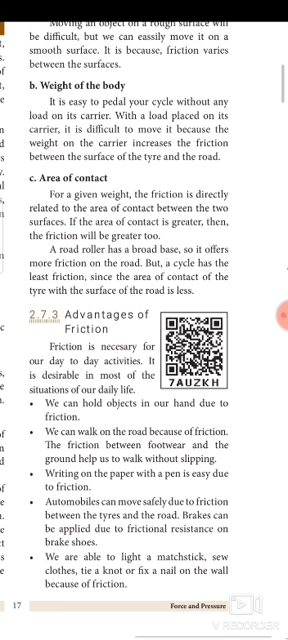 Moving an object on a rough surface will
be difficult, but we can eassily move it on a
smooth surface. It is because, friction varies
between the surfaces.
b. Weight of the body
It is easy to pedal your cycle without any
load on its carrier. With a load placed on its
carrier, it is difficult to move it because the
weight on the carrier increases the friction
between the surface of the tyre and the road.
c. Area of contact
For a given weight, the friction is directly
related to the area of contact between the two
surfaces. If the area of contact is greater, then,
the friction will be greater too.
A road roller has a broad base, so it offers
more friction on the road. But, a cycle has the
least friction, since the area of contact of the
tyre with the surface of the road is less.
2.7.3 Advantages of
Friction
Friction is necesary for
our day to day activities. It
is desirable in most of the
situations of our daily life.
7AUZKH
• We can hold objects in our hand due to
friction.
• We can walk on the road because of friction.
The friction between footwear and the
ground help us to walk without slipping.
• Writing on the paper with a pen is easy due
to friction.
• Automobiles can move safely due to friction
between the tyres and the road. Brakes can
be applied due to frictional resistance on
brake shoes.
• We are able to light a matchstick, sew
clothes, tie a knot or fix a nail on the wall
because of friction.
17
Force and Pressure
V RECORDER